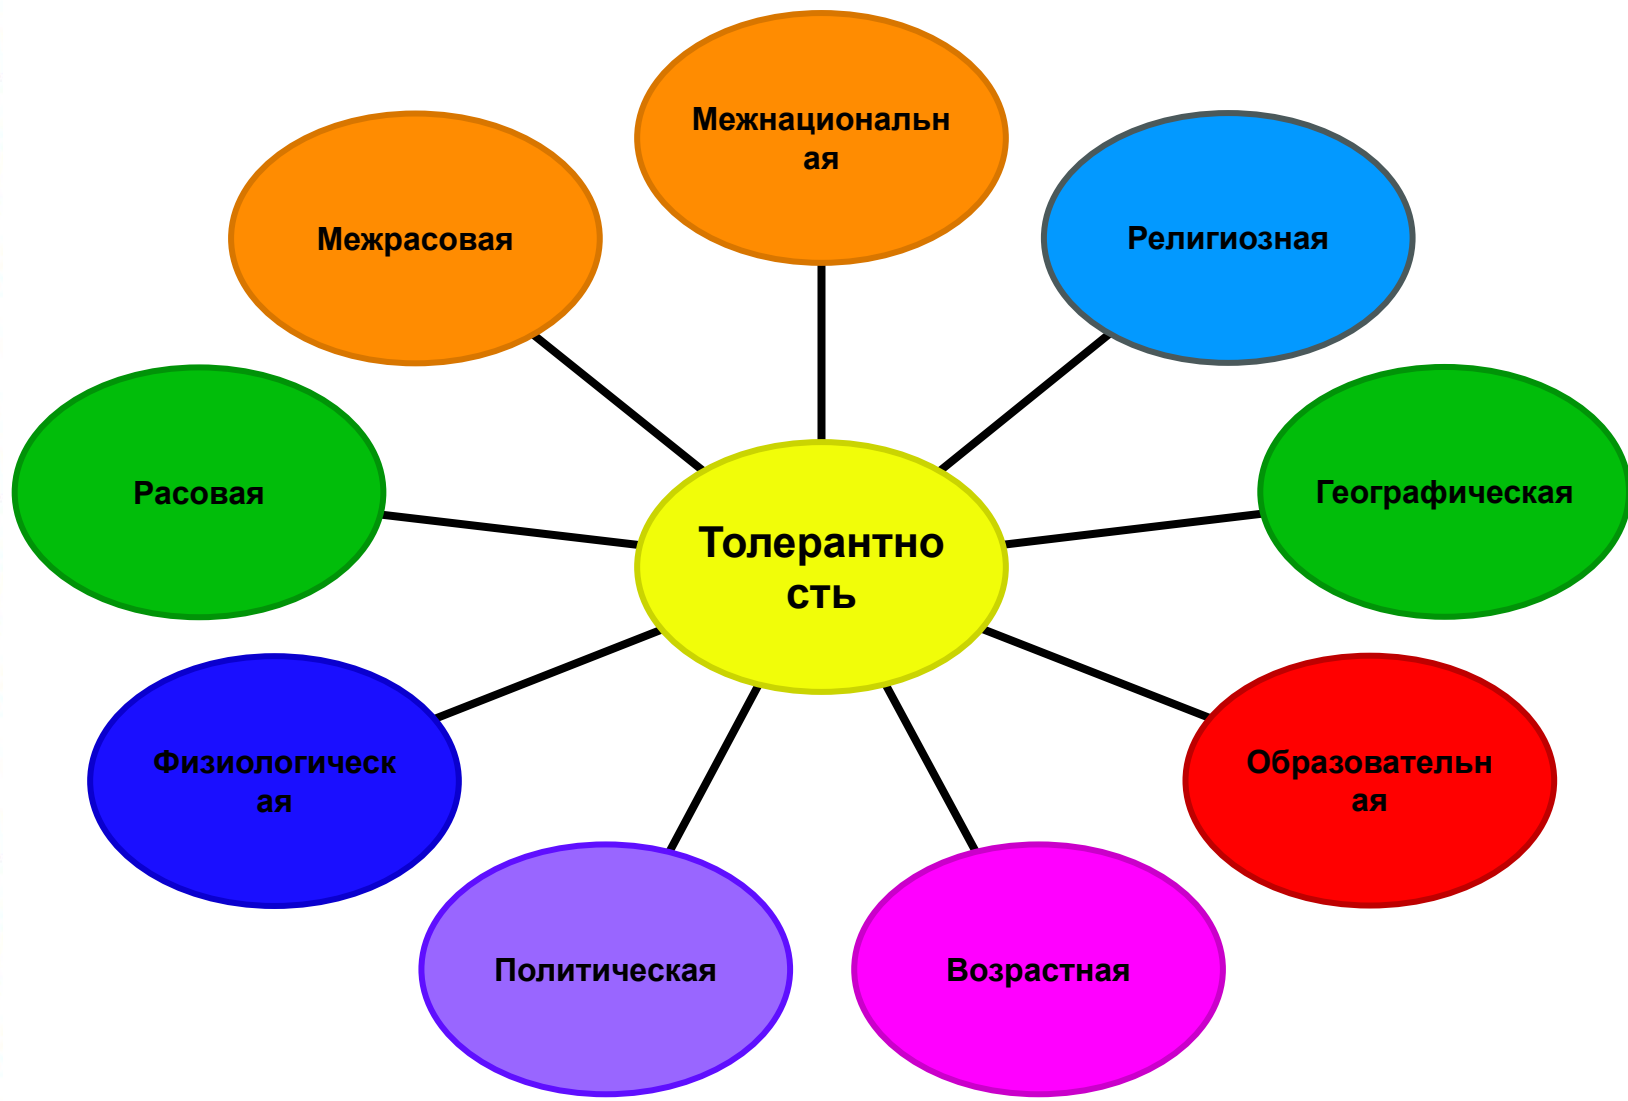 Межнациональн
ая
Межрасовая
Религиозная
Расовая
Географическая
Толерантно
сть
Физиологическ
ая
Образовательн
ая
Политическая
Возрастная